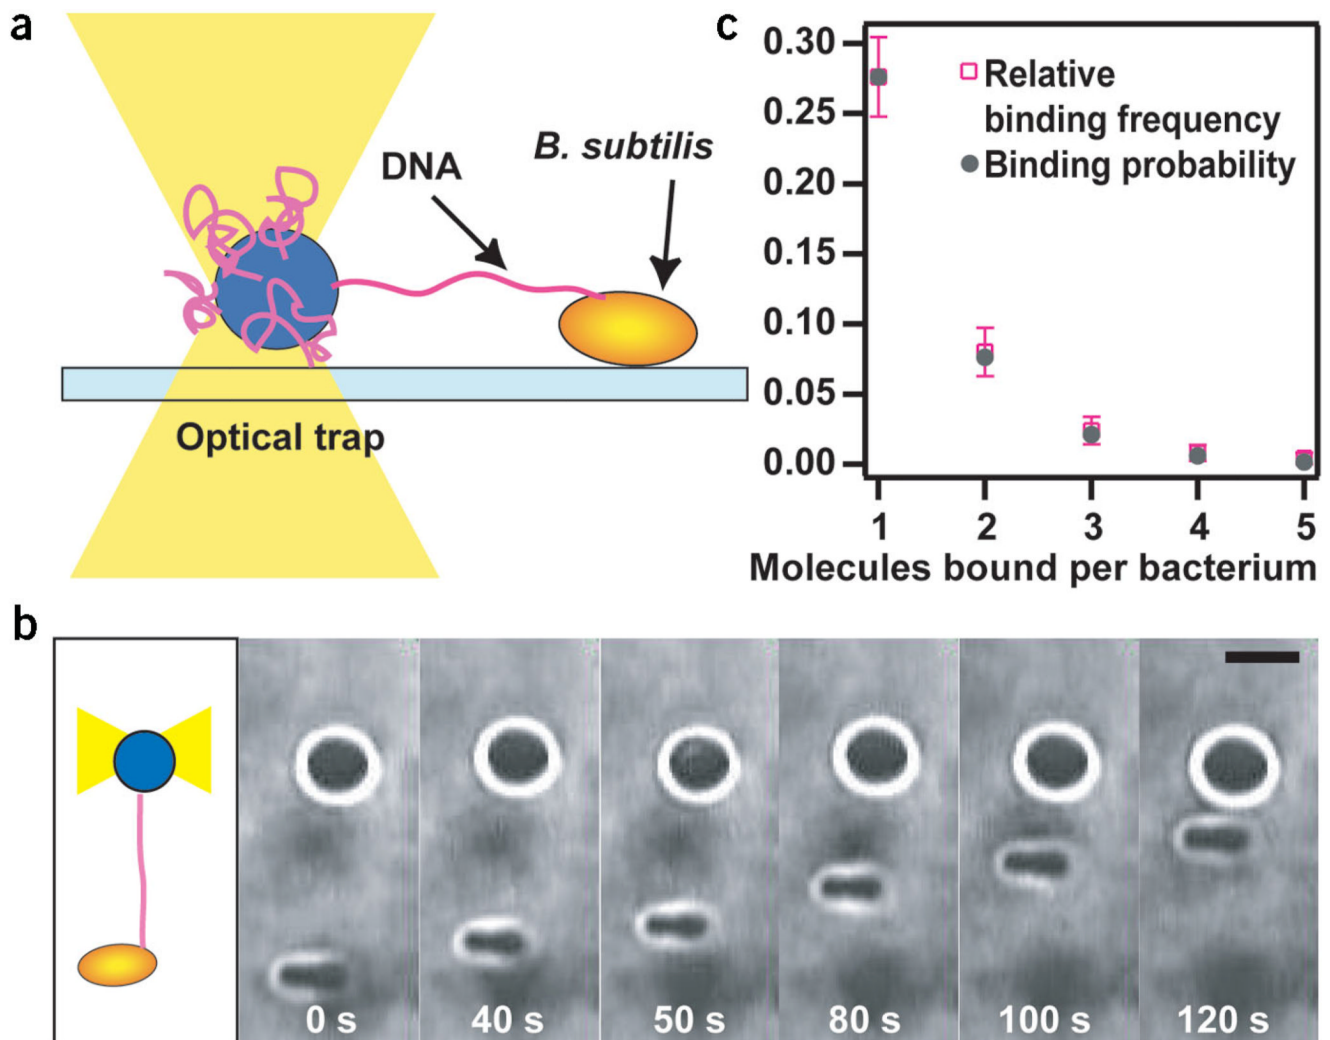 a
DNA
B. subtilis
Optical trap
c
0.30
0.25
0.20
0.15
0.10
0.05
0.00
Relative
binding frequency
Binding probability
1 2 3 4 5
Molecules bound per bacterium
b
0 s 40 s 50 s 80 s 100 s 120 s